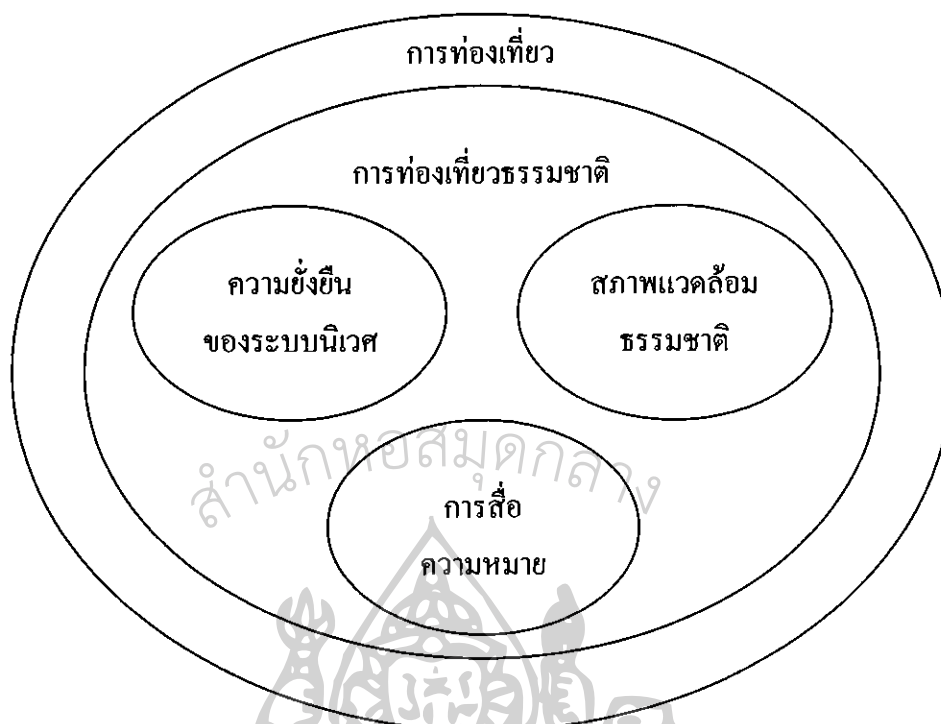 การท่องเที่ยว
การท่องเที่ยวธรรมชาติ
ความยั่งยืน
ของระบบนิเวศ
สภาพแวดล้อม
ธรรมชาติ
สำนักหอสมุดกลาง
การสื่อ
ความหมาย